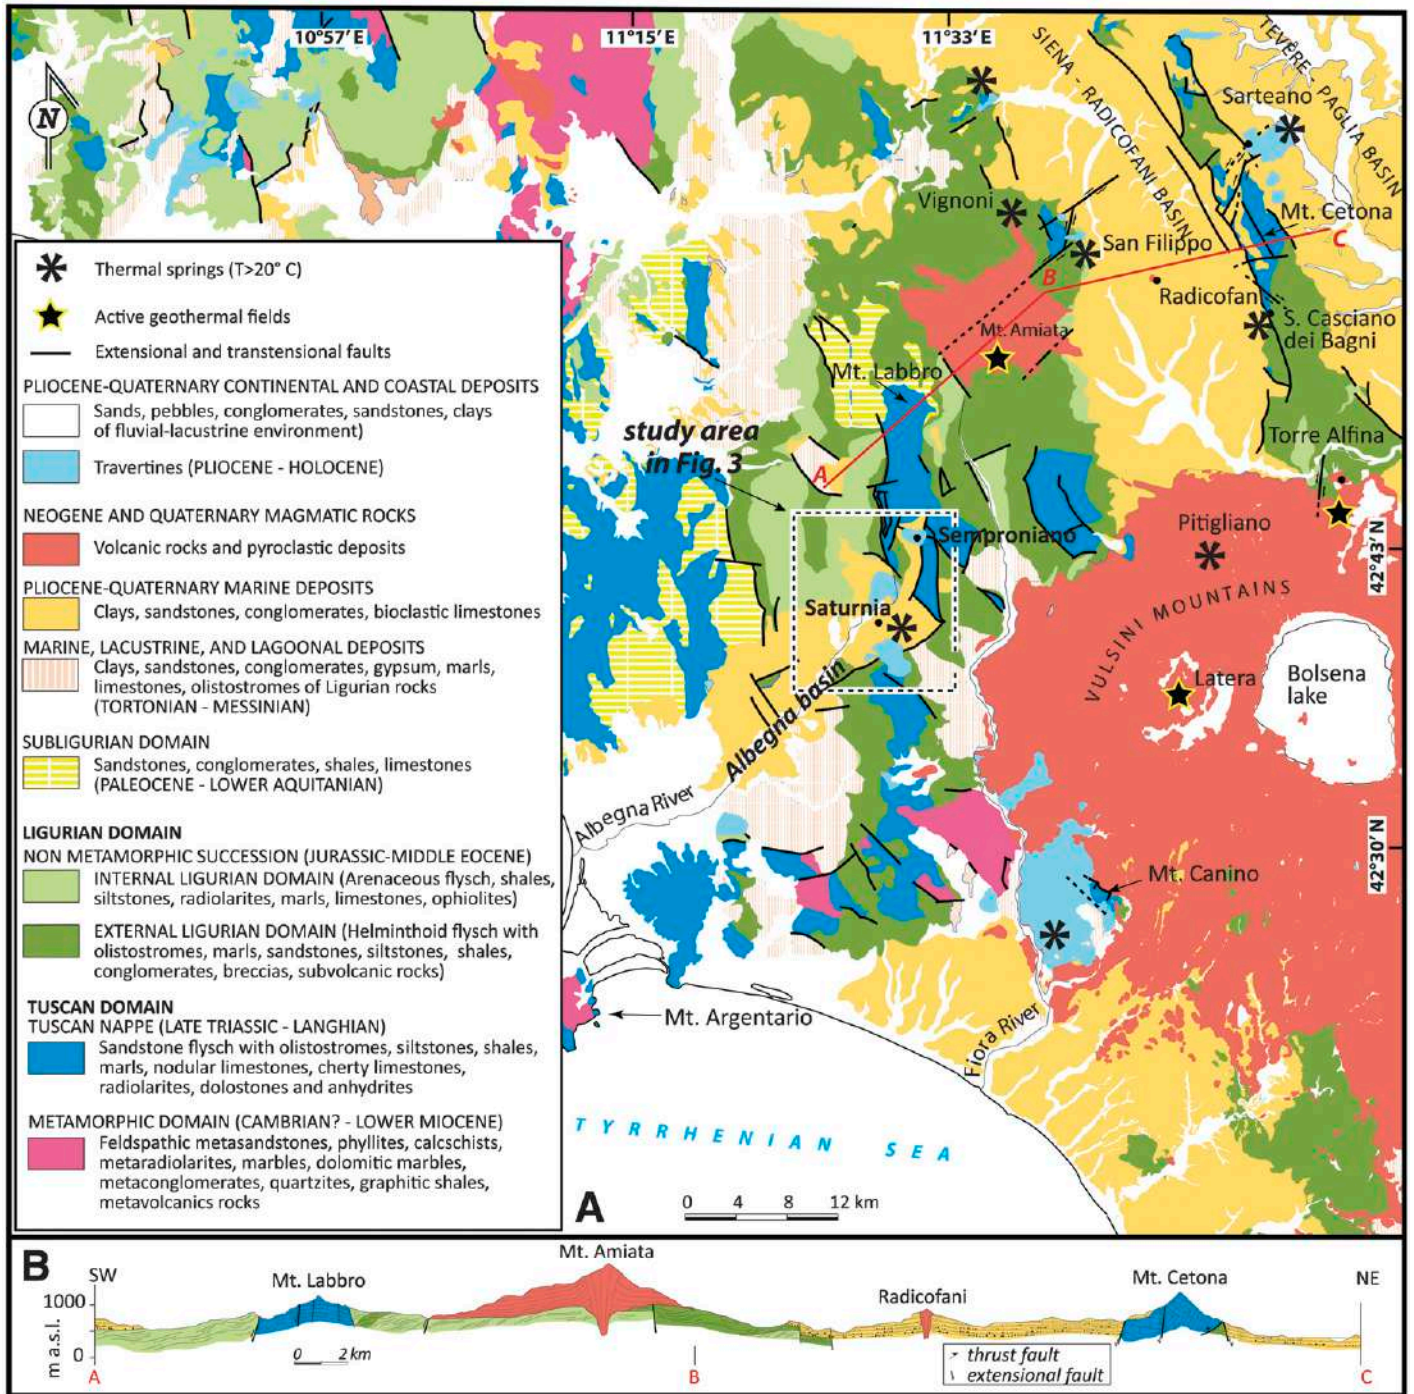 10°57' E
11°15' E
11°33' E
N
SIENA - RADICOFANI BASIN
TEVERE - PAGLIA BASIN
Sarteano
Vignoni
San Filippo
Mt. Cetona
C
B
Radicofani
S. Casciano
dei Bagni
Mt. Amiata
Mt. Labbro
study area
in Fig. 3
A
Torre Alfina
Semproniano
Pitigliano
42°43' N
Saturnia
VULSINI MOUNTAINS
Latera
Bolsena
lake
Albegna basin
Albegna River
42°30' N
Mt. Canino
Mt. Argentario
Fiora River
TYRRHENIAN SEA
A
0 4 8 12 km
Thermal springs (T>20° C)
Active geothermal fields
Extensional and transtensional faults
PLIOCENE-QUATERNARY CONTINENTAL AND COASTAL DEPOSITS
Sands, pebbles, conglomerates, sandstones, clays
of fluvial-lacustrine environment)
Travertines (PLIOCENE - HOLOCENE)
NEOGENE AND QUATERNARY MAGMATIC ROCKS
Volcanic rocks and pyroclastic deposits
PLIOCENE-QUATERNARY MARINE DEPOSITS
Clays, sandstones, conglomerates, bioclastic limestones
MARINE, LACUSTRINE, AND LAGOONAL DEPOSITS
Clays, sandstones, conglomerates, gypsum, marls,
limestones, olistostromes of Ligurian rocks
(TORTONIAN - MESSINIAN)
SUBLIGURIAN DOMAIN
Sandstones, conglomerates, shales, limestones
(PALEOCENE - LOWER AQUITANIAN)
LIGURIAN DOMAIN
NON METAMORPHIC SUCCESSION (JURASSIC-MIDDLE EOCENE)
INTERNAL LIGURIAN DOMAIN (Arenaceous flysch, shales,
siltstones, radiolarites, marls, limestones, ophiolites)
EXTERNAL LIGURIAN DOMAIN (Helminthoid flysch with
olistostromes, marls, sandstones, siltstones, shales,
conglomerates, breccias, subvolcanic rocks)
TUSCAN DOMAIN
TUSCAN NAPPE (LATE TRIASSIC - LANGHIAN)
Sandstone flysch with olistostromes, siltstones, shales,
marls, nodular limestones, cherty limestones,
radiolarites, dolostones and anhydrites
METAMORPHIC DOMAIN (CAMBRIAN? - LOWER MIOCENE)
Feldspathic metasandstones, phyllites, calcschists,
metaradiolarites, marbles, dolomitic marbles,
metaconglomerates, quartzites, graphitic shales,
metavolcanics rocks
B
SW
Mt. Labbro
Mt. Amiata
Radicofani
Mt. Cetona
NE
1000
m a.s.l.
0
0 2 km
thrust fault
extensional fault
A
B
C